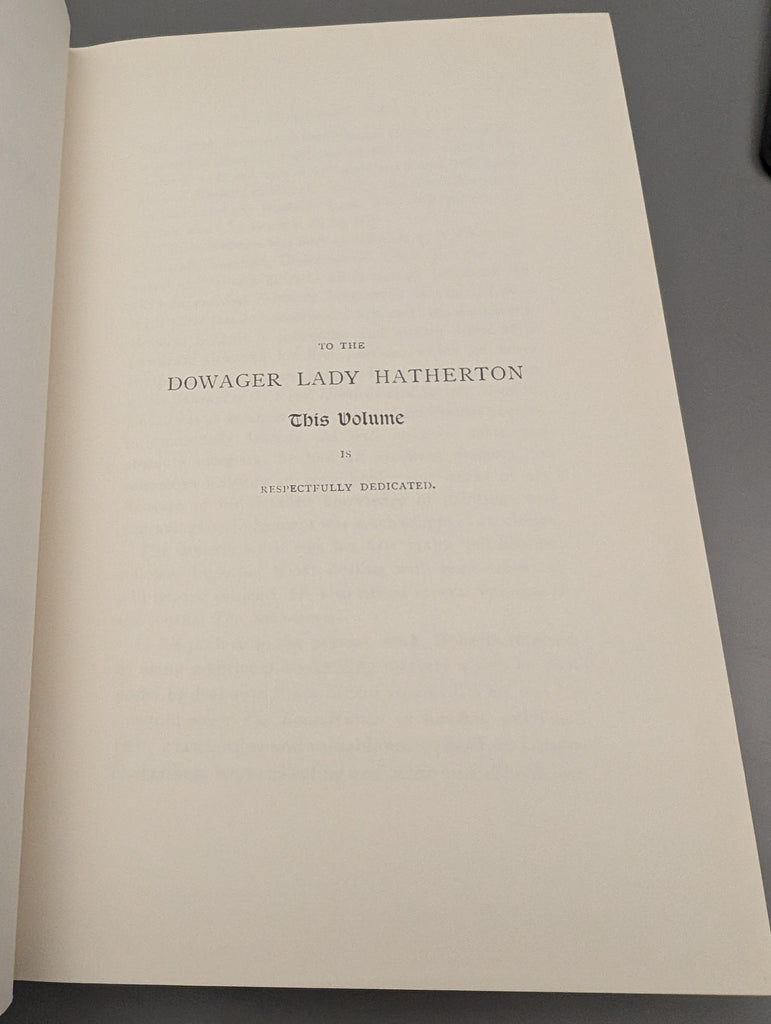 TO THE
DOWAGER LADY HATHERTON
This Volume
IS
RESPECTFULLY DEDICATED.